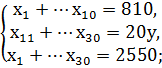 x₁ + ⋯x₁₀ = 810,
x₁₁ + ⋯x₃₀ = 20y,
x₁ + ⋯x₃₀ = 2550;